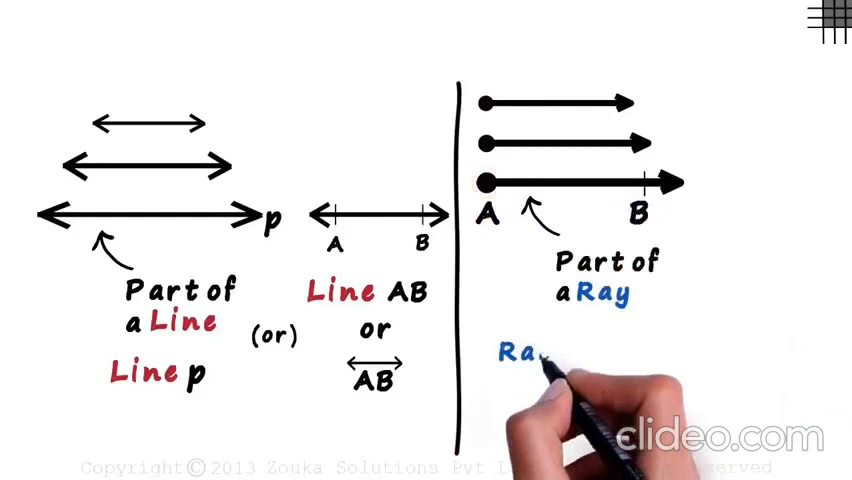 p
A B
Part of
a Line
(or)
Line p
Line AB
or
AB
A B
Part of
a Ray
Ra
clideo.com
Copyright © 2013 Zouka Solutions Pvt L
served